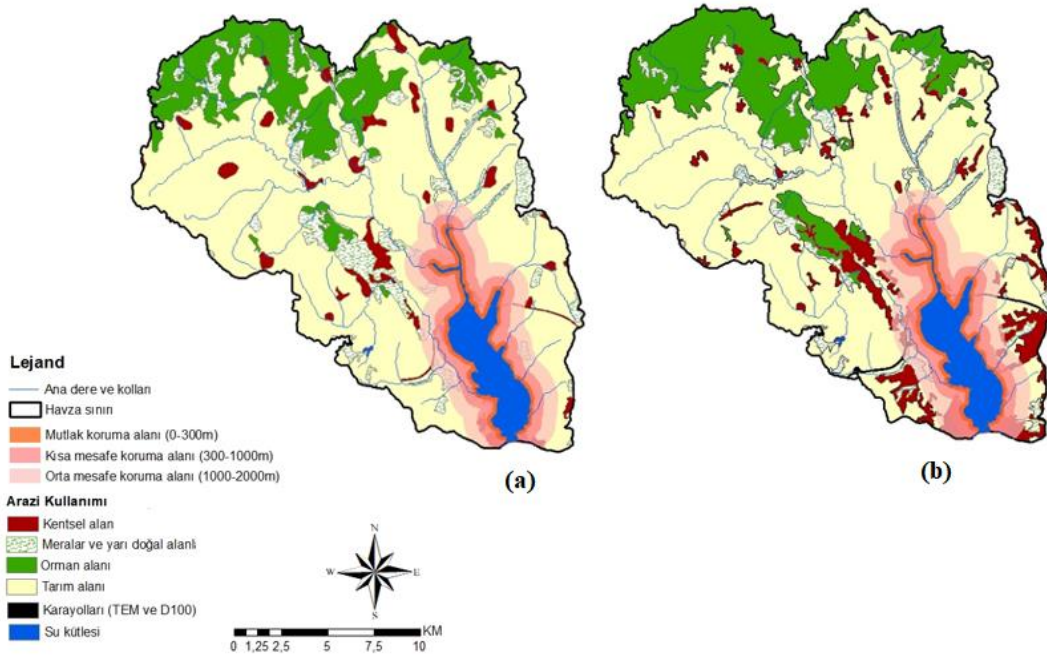 (a)
(b)
Lejand
Ana dere ve kolları
Havza sınırı
Mutlak koruma alanı (0-300m)
Kısa mesafe koruma alanı (300-1000m)
Orta mesafe koruma alanı (1000-2000m)
Arazi Kullanımı
Kentsel alan
Meralar ve yarı doğal alanla
Orman alanı
Tarım alanı
Karayolları (TEM ve D100)
Su kütlesi
N
W E
S
KM
0 1,25 2,5 5 7,5 10